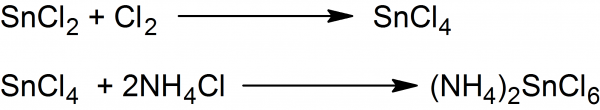 SnCl₂ + Cl₂ ⟶ SnCl₄
SnCl₄ + 2NH₄Cl ⟶ (NH₄)₂SnCl₆